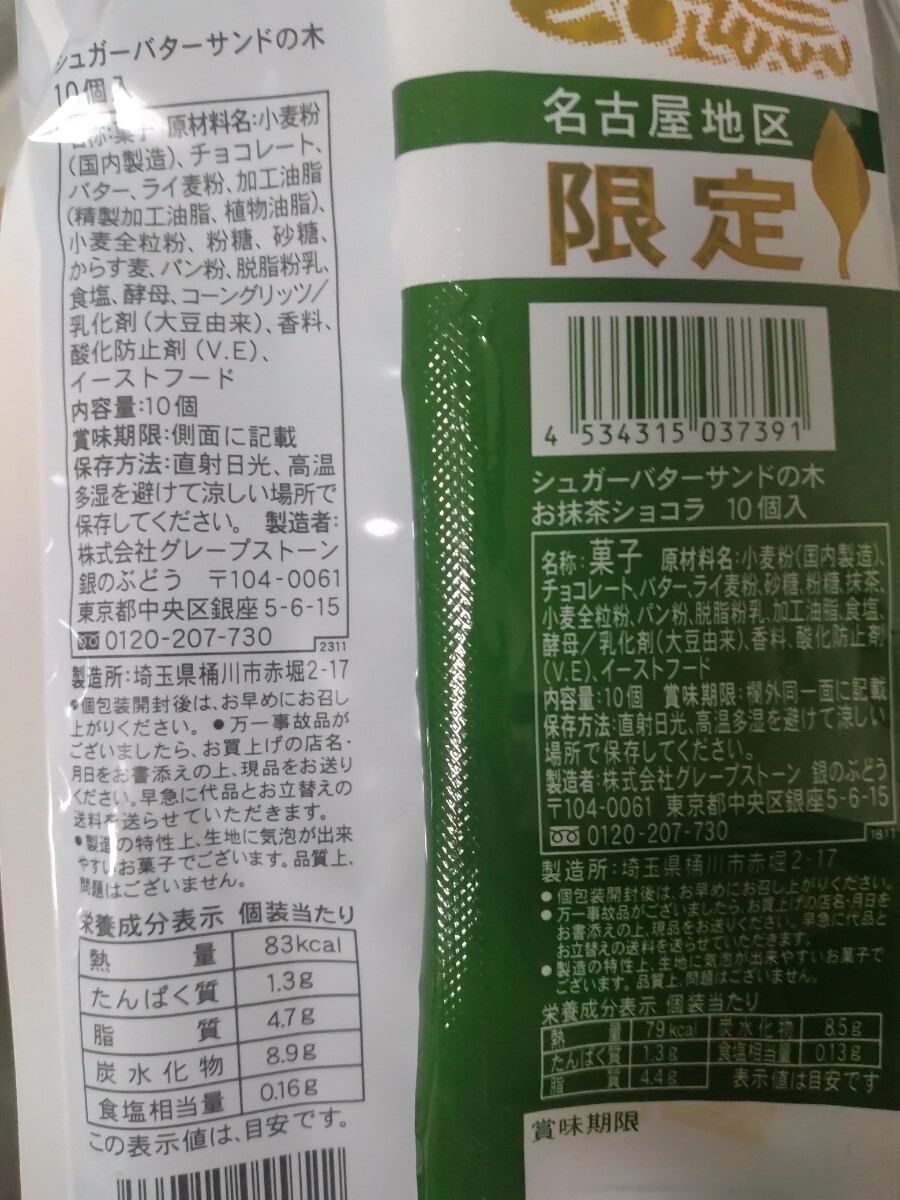 シュガーバターサンドの木
10個入
名称:菓子 原材料名:小麦粉
(国内製造)、チョコレート、
バター、ライ麦粉、加工油脂
(精製加工油脂、植物油脂)、
小麦全粒粉、粉糖、砂糖、
からす麦、パン粉、脱脂粉乳、
食塩、酵母、コーングリッツ/
乳化剤(大豆由来)、香料、
酸化防止剤(V.E)、
イーストフード
内容量:10個
賞味期限:側面に記載
保存方法:直射日光、高温
多湿を避けて涼しい場所で
保存してください。 製造者:
株式会社グレープストーン
銀のぶどう 〒104-0061
東京都中央区銀座5-6-15
0120-207-730
2311
製造所:埼玉県桶川市赤堀2-17
●個包装開封後は、お早めにお召し
上がりください。●万一事故品が
ございましたら、お買上げの店名・
月日をお書添えの上、現品をお送り
ください。早急に代品とお立替えの
送料を送らせていただきます。
●製造の特性上、生地に気泡が出来
やすいお菓子でございます。品質上、
問題はございません。
栄養成分表示 個装当たり
熱量 83kcal
たんぱく質 1.3g
脂質 4.7g
炭水化物 8.9g
食塩相当量 0.16g
この表示値は、目安です。
名古屋地区
限定
4 534315 037391
シュガーバターサンドの木
お抹茶ショコラ 10個入
名称:菓子 原材料名:小麦粉(国内製造)、
チョコレート、バター、ライ麦粉、砂糖、粉糖、抹茶、
小麦全粒粉、パン粉、脱脂粉乳、加工油脂、食塩、
酵母/乳化剤(大豆由来)、香料、酸化防止剤
(V.E)、イーストフード
内容量:10個 賞味期限:欄外同一面に記載
保存方法:直射日光、高温多湿を避けて涼しい
場所で保存してください。
製造者:株式会社グレープストーン 銀のぶどう
〒104-0061 東京都中央区銀座5-6-15
0120-207-730
1811
製造所:埼玉県桶川市赤堀2-17
●個包装開封後は、お早めにお召し上がりください。
●万一事故品がございましたら、お買上げの店名・月日を
お書添えの上、現品をお送りください。早急に代品と
お立替えの送料を送らせていただきます。
●製造の特性上、生地に気泡が出来やすいお菓子で
ございます。品質上、問題はございません。
栄養成分表示 個装当たり
熱量 79kcal 炭水化物 8.5g
たんぱく質 1.3g 食塩相当量 0.13g
脂質 4.4g 表示値は目安です
賞味期限